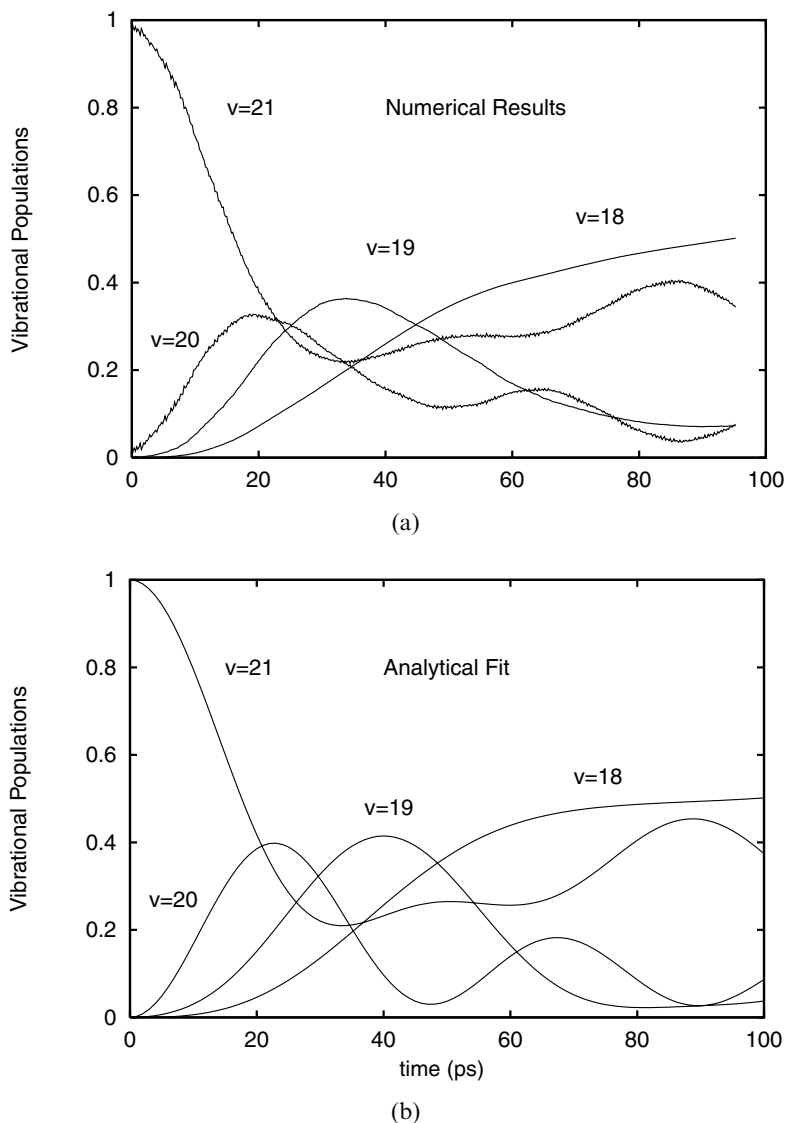 1
v=21
Numerical Results
0.8
0.6
v=18
v=19
0.4
v=20
0.2
0
0 20 40 60 80 100
Vibrational Populations
(a)
1
v=21
Analytical Fit
0.8
0.6
v=18
v=19
0.4
v=20
0.2
0
0 20 40 60 80 100
Vibrational Populations
time (ps)
(b)